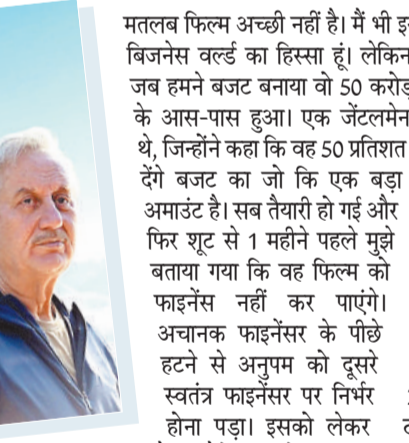 मतलब फिल्म अच्छी नहीं है। मैं भी
बिजनेस वर्ल्ड का हिस्सा हूं। लेकिन
जब हमने बजट बनाया वो 50 करोड़
के आस-पास हुआ। एक जेंटलमेन
थे, जिन्होंने कहा कि वह 50 प्रतिशत
देंगे बजट का जो कि एक बड़ा
अमाउंट है। सब तैयारी हो गई और
फिर शूट से 1 महीने पहले मुझे
बताया गया कि वह फिल्म को
फाइनेंस नहीं कर पाएंगे।
अचानक फाइनेंसर के पीछे
हटने से अनुपम को दूसरे
स्वतंत्र फाइनेंसर पर निर्भर
होना पड़ा। इसको लेकर